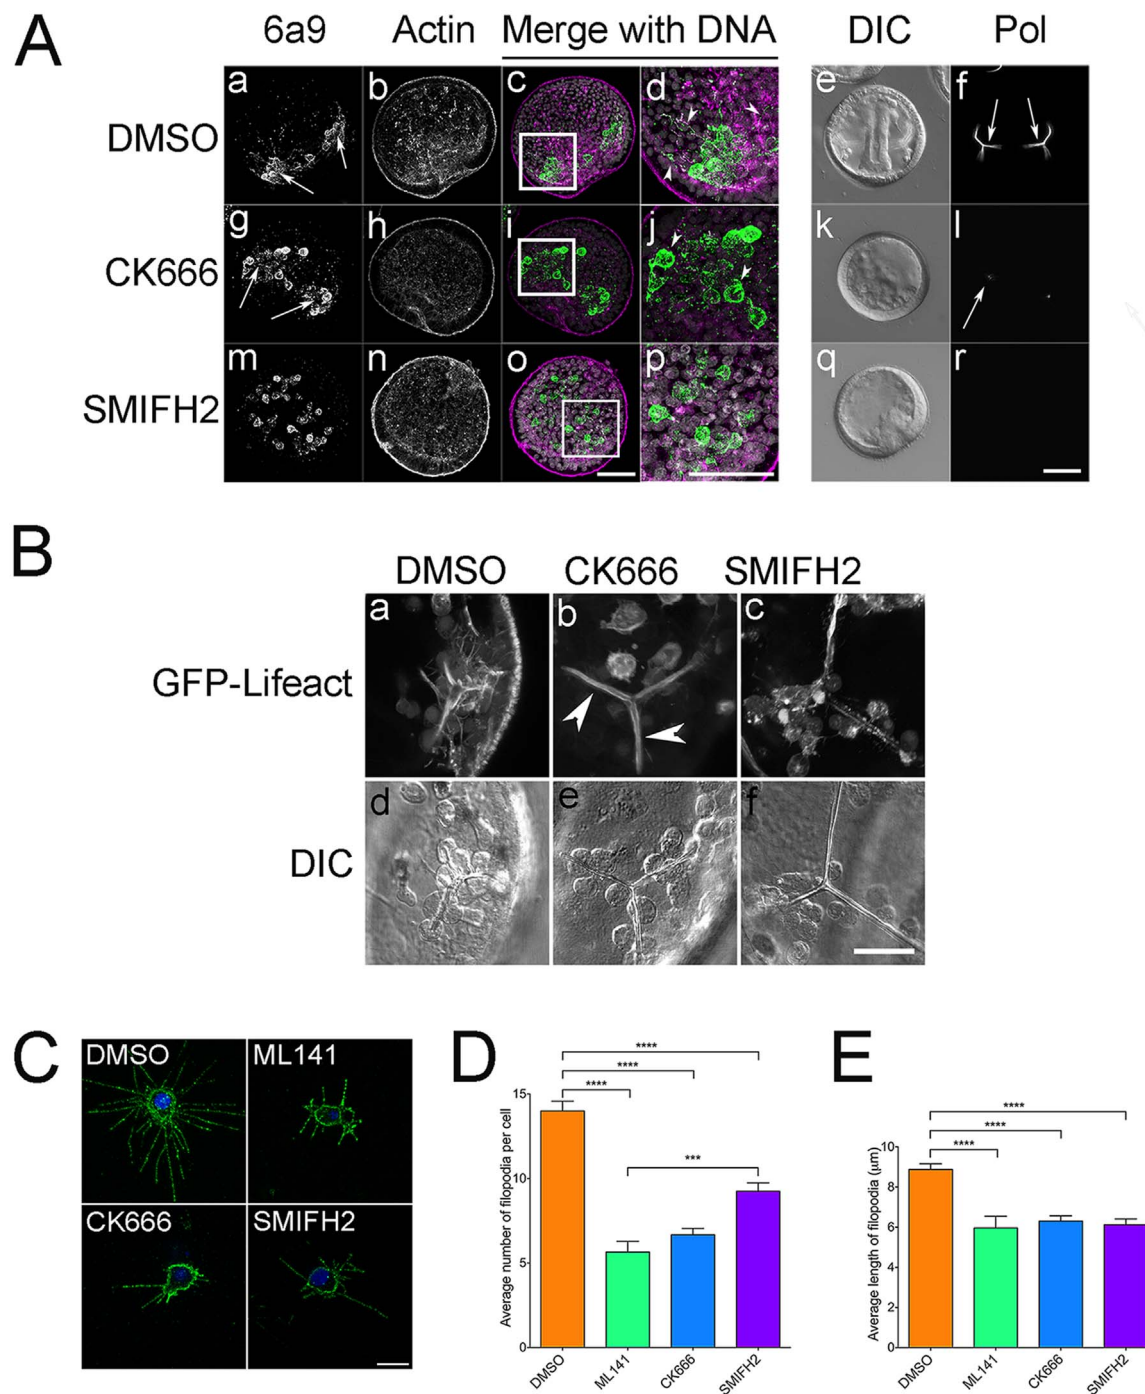 A
6a9 Actin Merge with DNA DIC Pol
DMSO a b c d e f
CK666 g h i j k l
SMIFH2 m n o p q r
B
DMSO CK666 SMIFH2
GFP-Lifeact a b c
DIC d e f
C
DMSO ML141
CK666 SMIFH2
D
****
****
****
***
Average number of filopodia per cell
15
10
5
0
DMSO ML141 CK666 SMIFH2
E
****
****
****
Average length of filopodia (μm)
10
8
6
4
2
0
DMSO ML141 CK666 SMIFH2